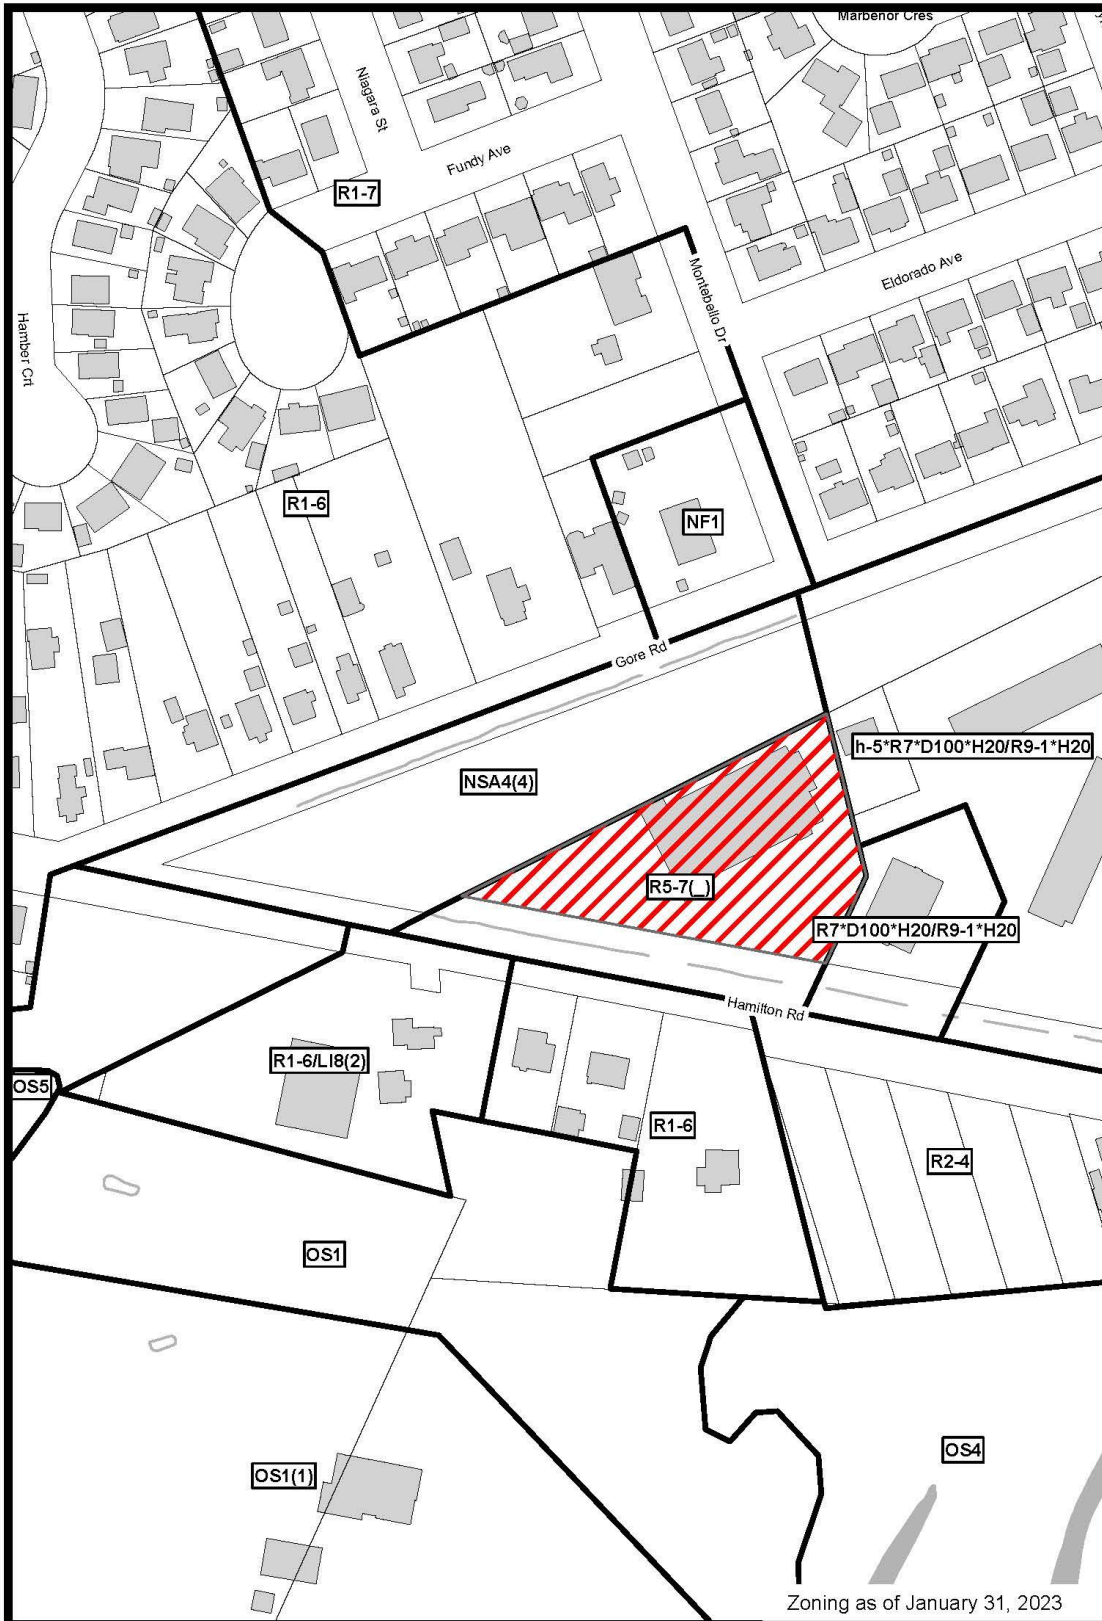 Marbenor Cres
Niagara St
Fundy Ave
R1-7
Montebello Dr
Eldorado Ave
Hamber Crt
R1-6
NF1
Gore Rd
h-5*R7*D100*H20/R9-1*H20
NSA4(4)
R5-7(_)
R7*D100*H20/R9-1*H20
Hamilton Rd
R1-6/LI8(2)
OS5
R1-6
R2-4
OS1
OS4
OS1(1)
Zoning as of January 31, 2023